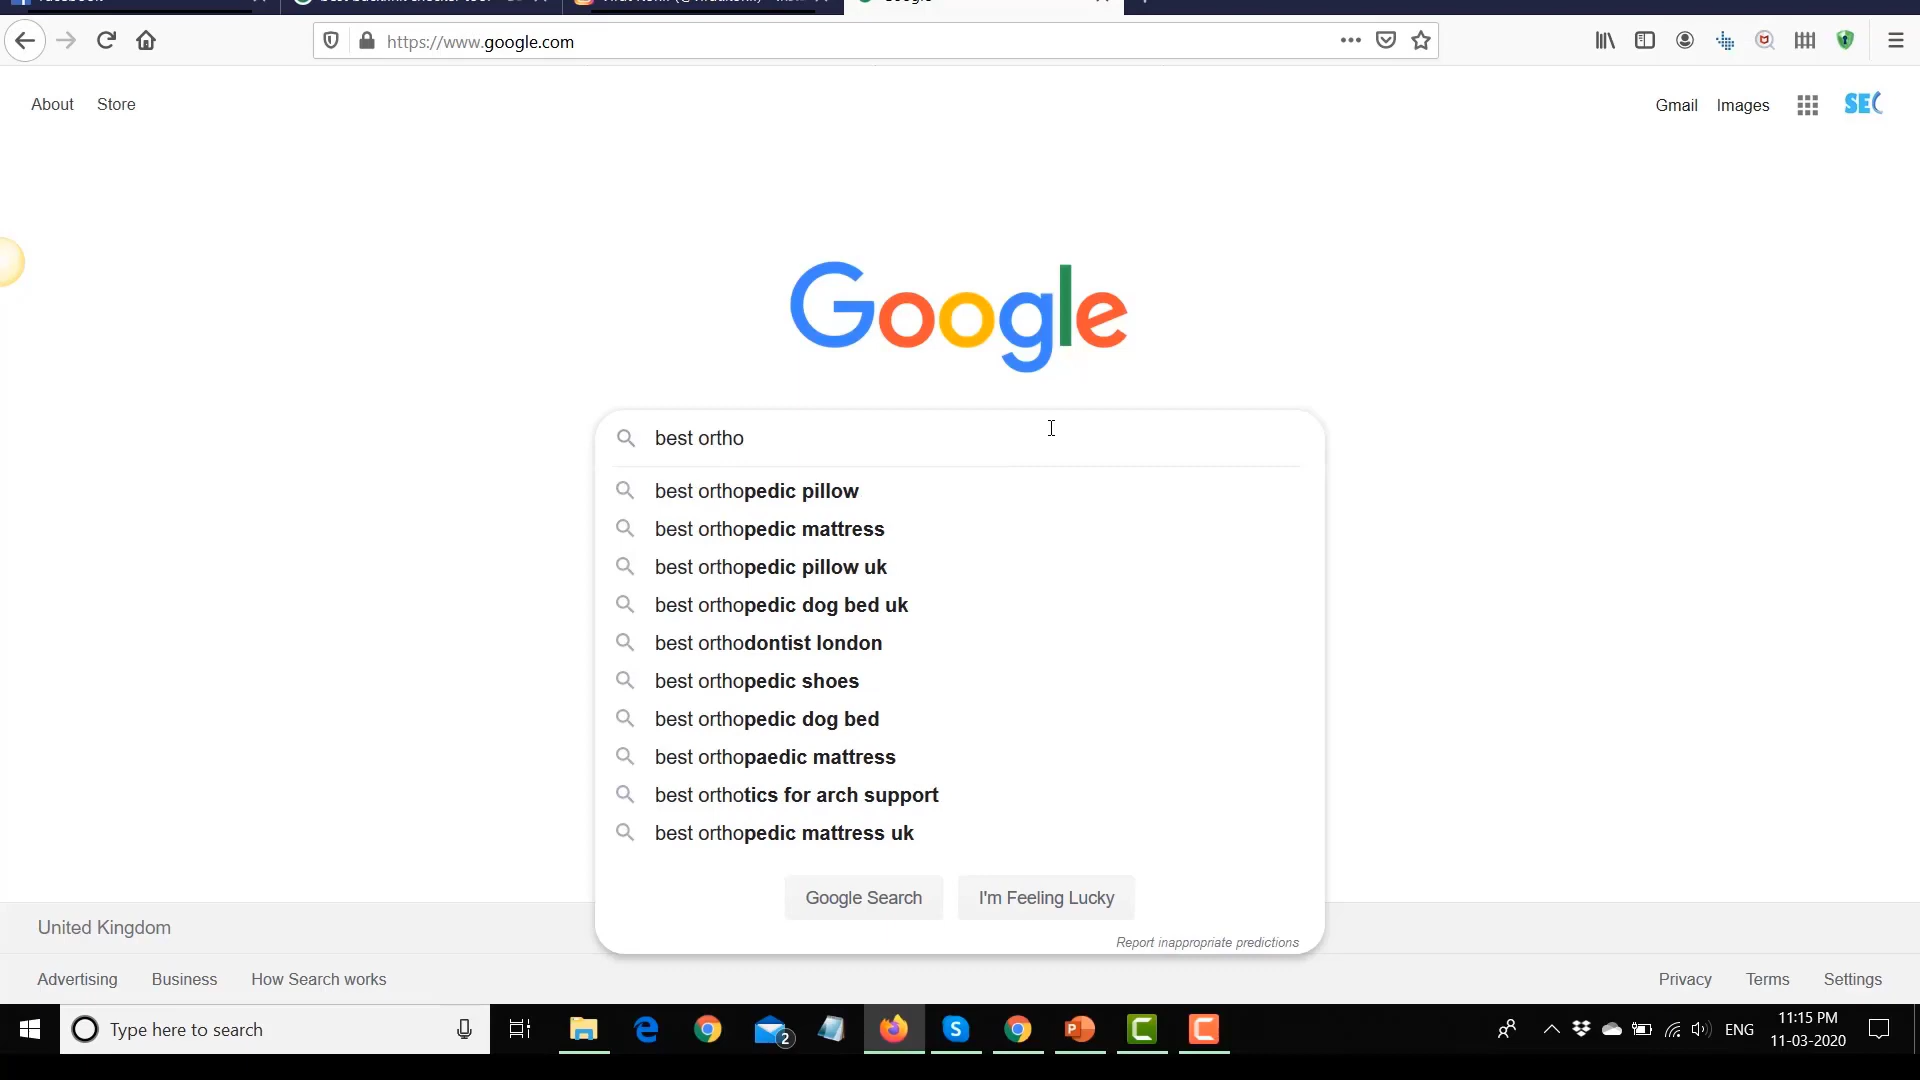 https://www.google.com
About Store
Gmail Images
SEC
Google
best ortho
best orthopedic pillow
best orthopedic mattress
best orthopedic pillow uk
best orthopedic dog bed uk
best orthodontist london
best orthopedic shoes
best orthopedic dog bed
best orthopaedic mattress
best orthotics for arch support
best orthopedic mattress uk
Google Search I'm Feeling Lucky
Report inappropriate predictions
United Kingdom
Advertising Business How Search works
Privacy Terms Settings
Type here to search
2
ENG
11:15 PM
11-03-2020